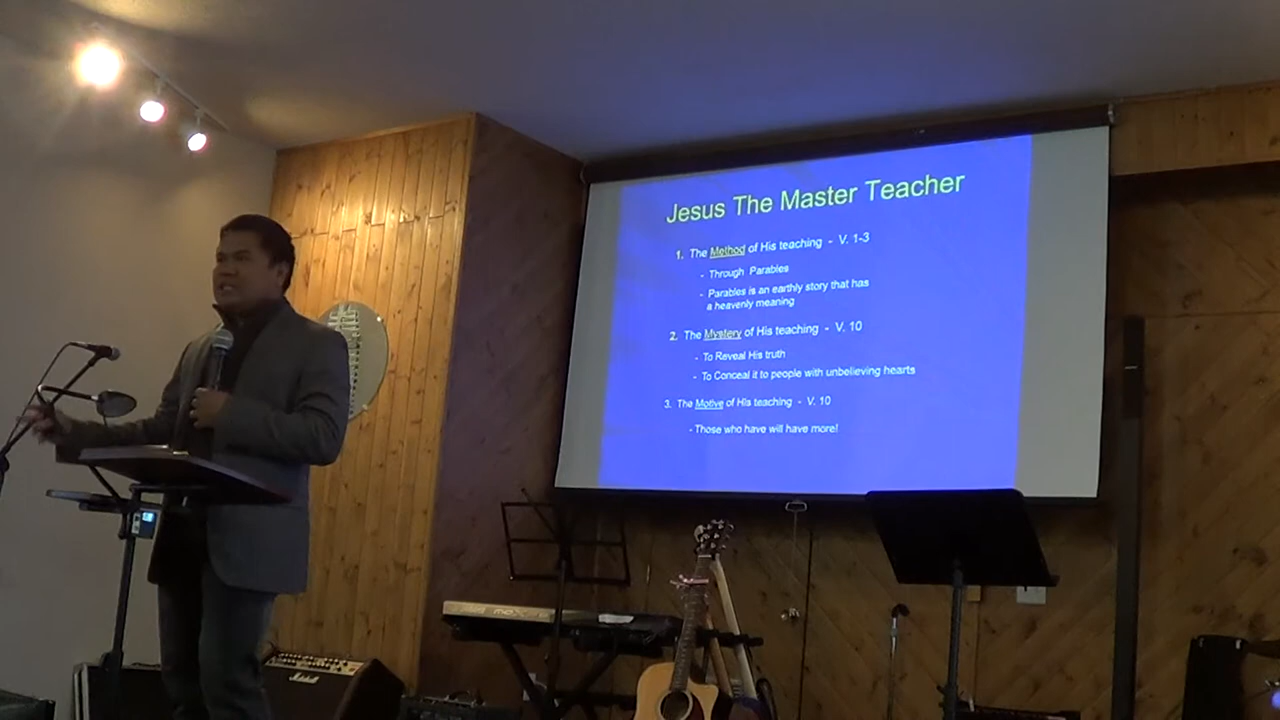 Jesus The Master Teacher
1. The Method of His teaching - V. 1-3
- Through Parables
- Parables is an earthly story that has
a heavenly meaning
2. The Mystery of His teaching - V. 10
- To Reveal His truth
- To Conceal it to people with unbelieving hearts
3. The Motive of His teaching - V. 10
- Those who have will have more!
Marshall